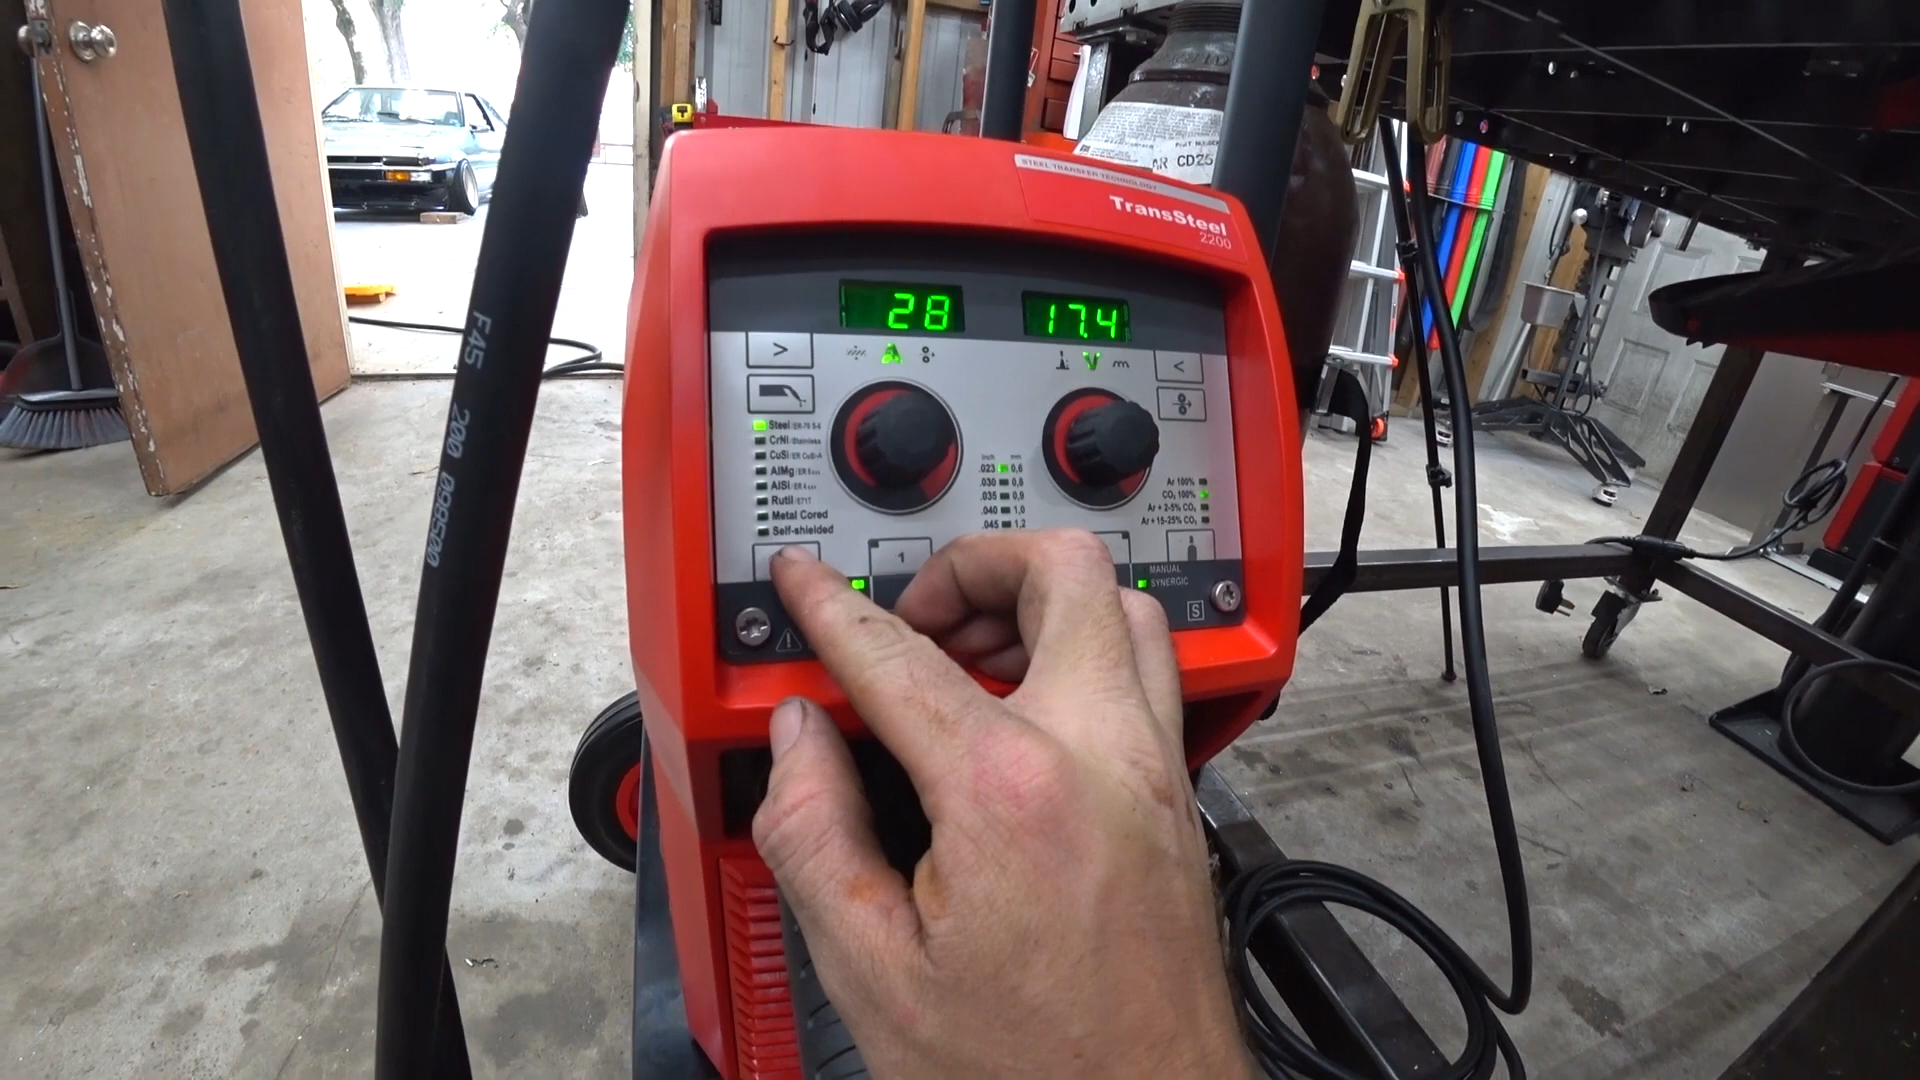 AR CD25
STEEL TRANSFER TECHNOLOGY
TransSteel
2200
28
17.4
>
<
A
V
Steel /ER-70 S-6
CrNi /Stainless
CuSi /ER CuSi-A
AlMg /ER 5xxx
AlSi /ER 4xxx
Rutil /E71T
Metal Cored
Self-shielded
inch mm
.023 0,6
.030 0,8
.035 0,9
.040 1,0
.045 1,2
Ar 100%
CO₂ 100%
Ar + 2-5% CO₂
Ar + 15-25% CO₂
1
MANUAL
SYNERGIC
S
F45 200 0985500